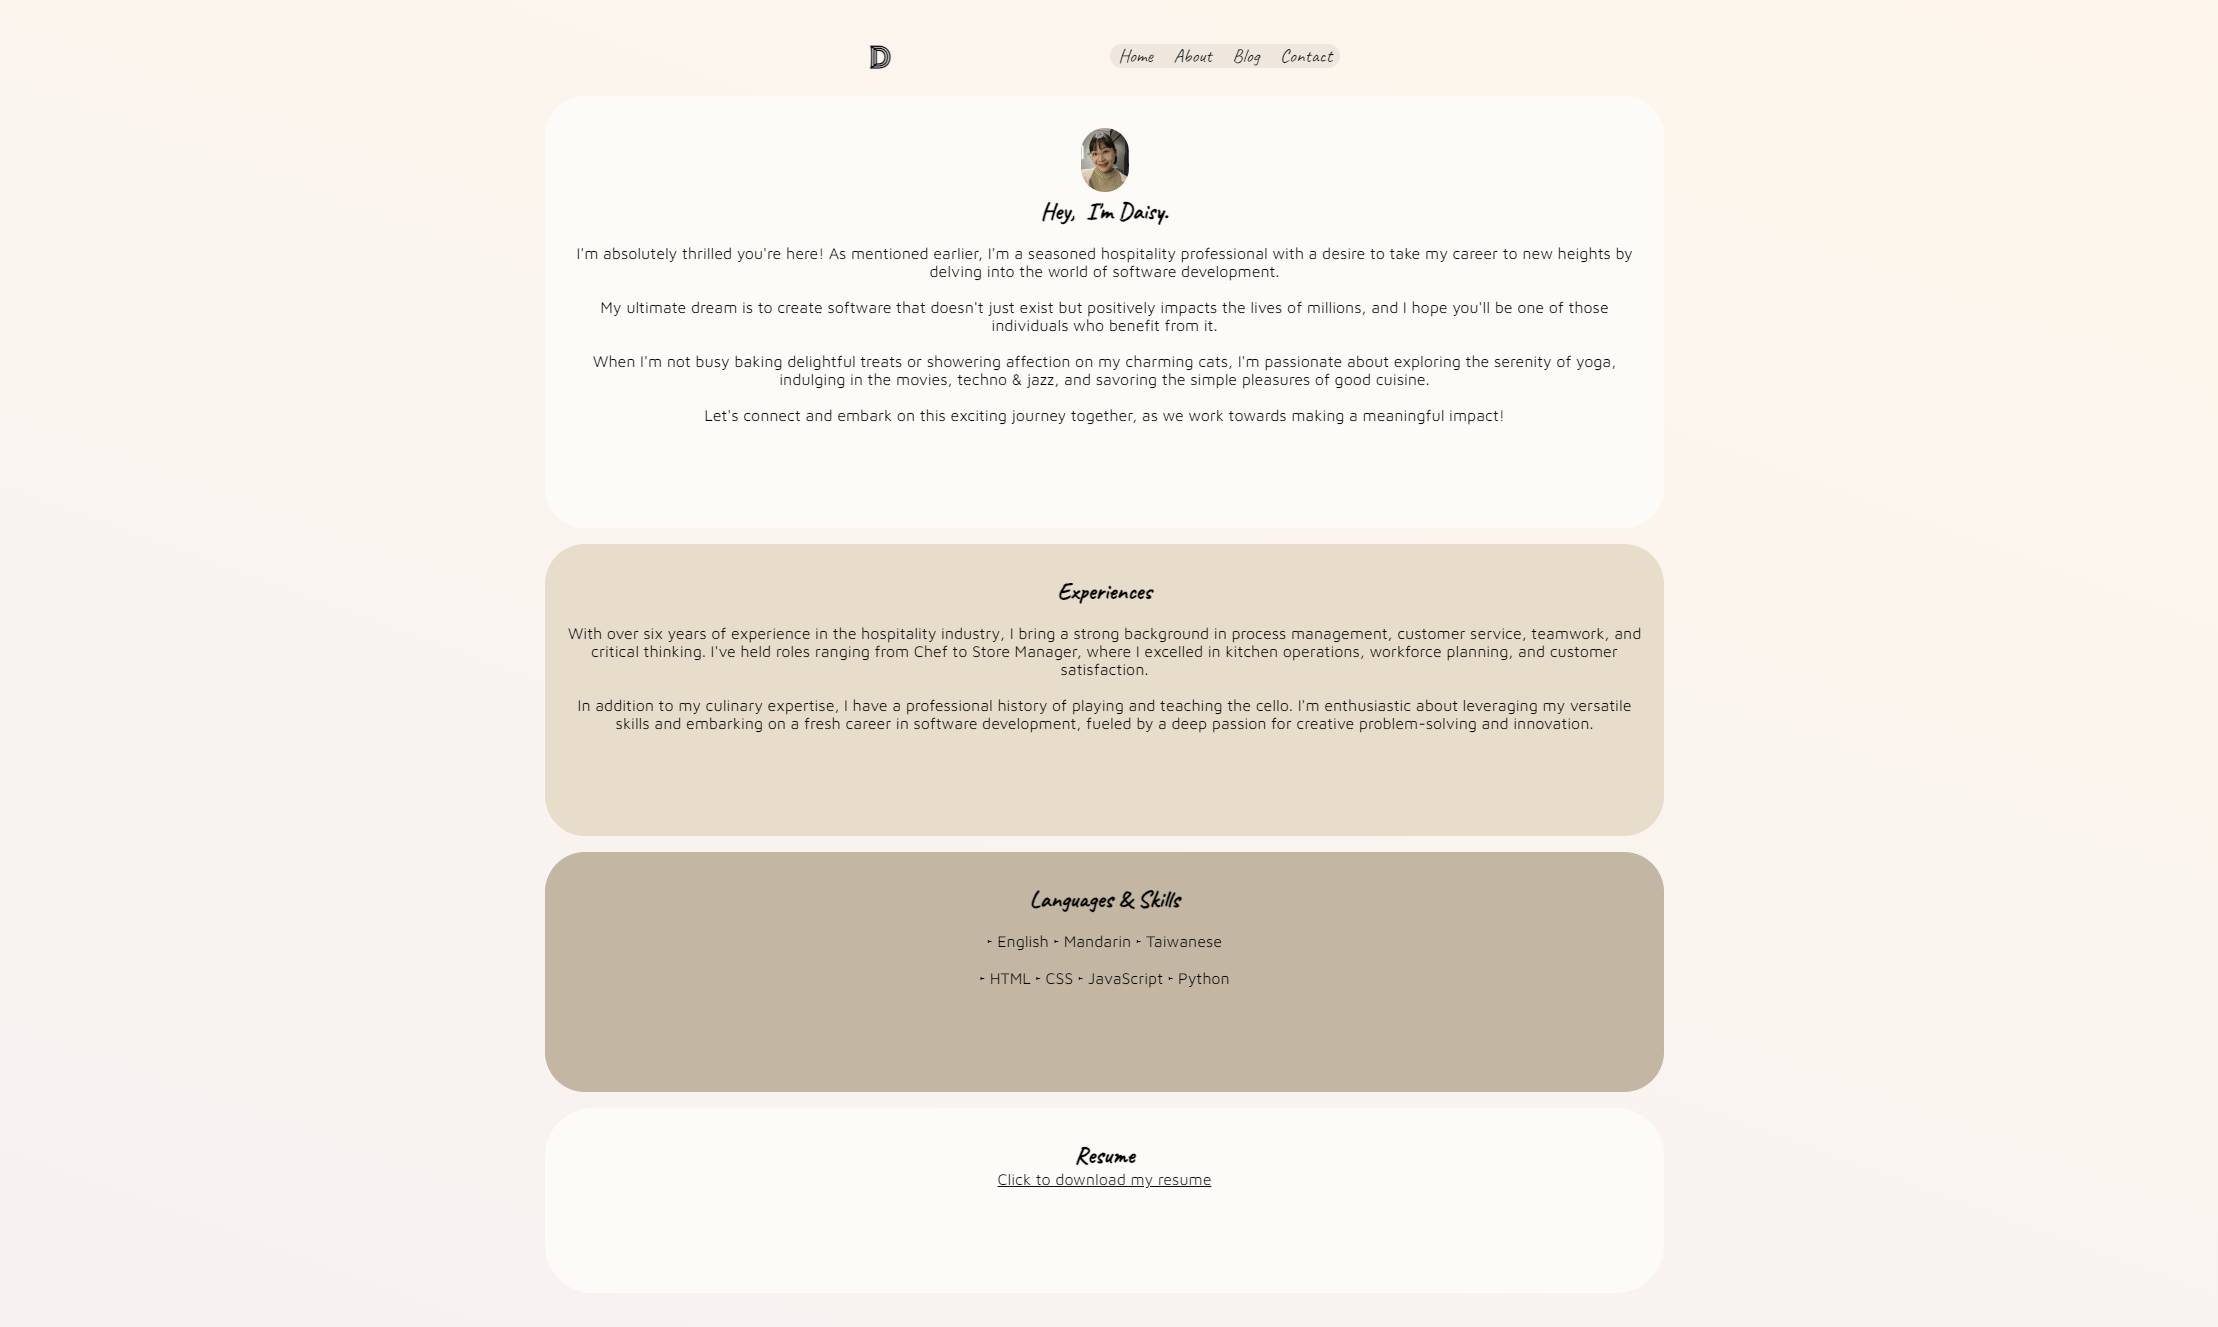 D
Home About Blog Contact
Hey, I'm Daisy.
I'm absolutely thrilled you're here! As mentioned earlier, I'm a seasoned hospitality professional with a desire to take my career to new heights by
delving into the world of software development.
My ultimate dream is to create software that doesn't just exist but positively impacts the lives of millions, and I hope you'll be one of those
individuals who benefit from it.
When I'm not busy baking delightful treats or showering affection on my charming cats, I'm passionate about exploring the serenity of yoga,
indulging in the movies, techno & jazz, and savoring the simple pleasures of good cuisine.
Let's connect and embark on this exciting journey together, as we work towards making a meaningful impact!
Experiences
With over six years of experience in the hospitality industry, I bring a strong background in process management, customer service, teamwork, and
critical thinking. I've held roles ranging from Chef to Store Manager, where I excelled in kitchen operations, workforce planning, and customer
satisfaction.
In addition to my culinary expertise, I have a professional history of playing and teaching the cello. I'm enthusiastic about leveraging my versatile
skills and embarking on a fresh career in software development, fueled by a deep passion for creative problem-solving and innovation.
Languages & Skills
‣ English ‣ Mandarin ‣ Taiwanese
‣ HTML ‣ CSS ‣ JavaScript ‣ Python
Resume
Click to download my resume